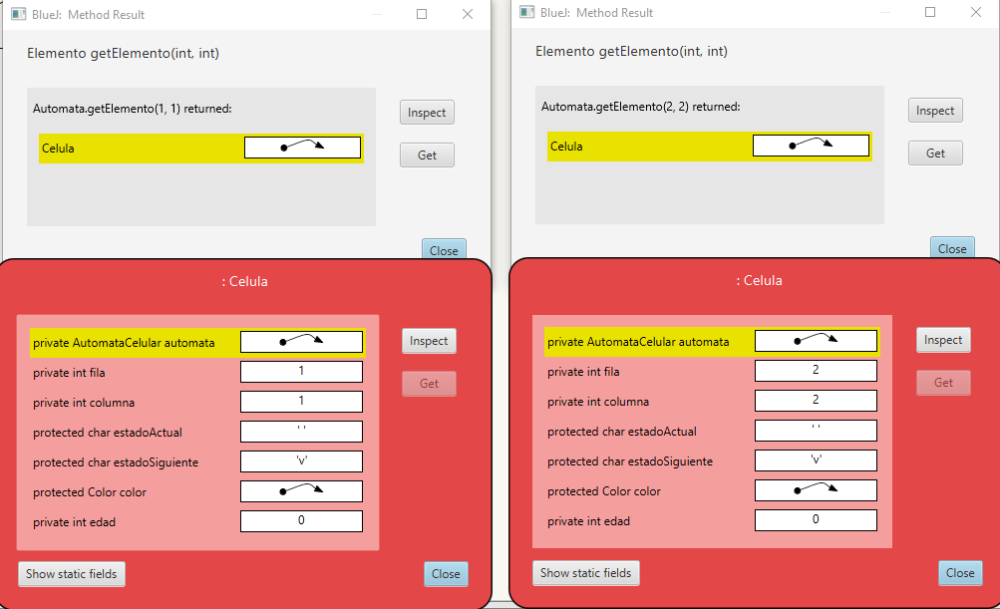 BlueJ:  Method Result
Elemento getElemento(int, int)
Automata.getElemento(1, 1) returned:
Inspect
Celula
Get
Close
: Celula
private AutomataCelular automata
Inspect
private int fila 1
Get
private int columna 1
protected char estadoActual ' '
protected char estadoSiguiente 'v'
protected Color color
private int edad 0
Show static fields
Close
BlueJ:  Method Result
Elemento getElemento(int, int)
Automata.getElemento(2, 2) returned:
Inspect
Celula
Get
Close
: Celula
private AutomataCelular automata
Inspect
private int fila 2
Get
private int columna 2
protected char estadoActual ' '
protected char estadoSiguiente 'v'
protected Color color
private int edad 0
Show static fields
Close